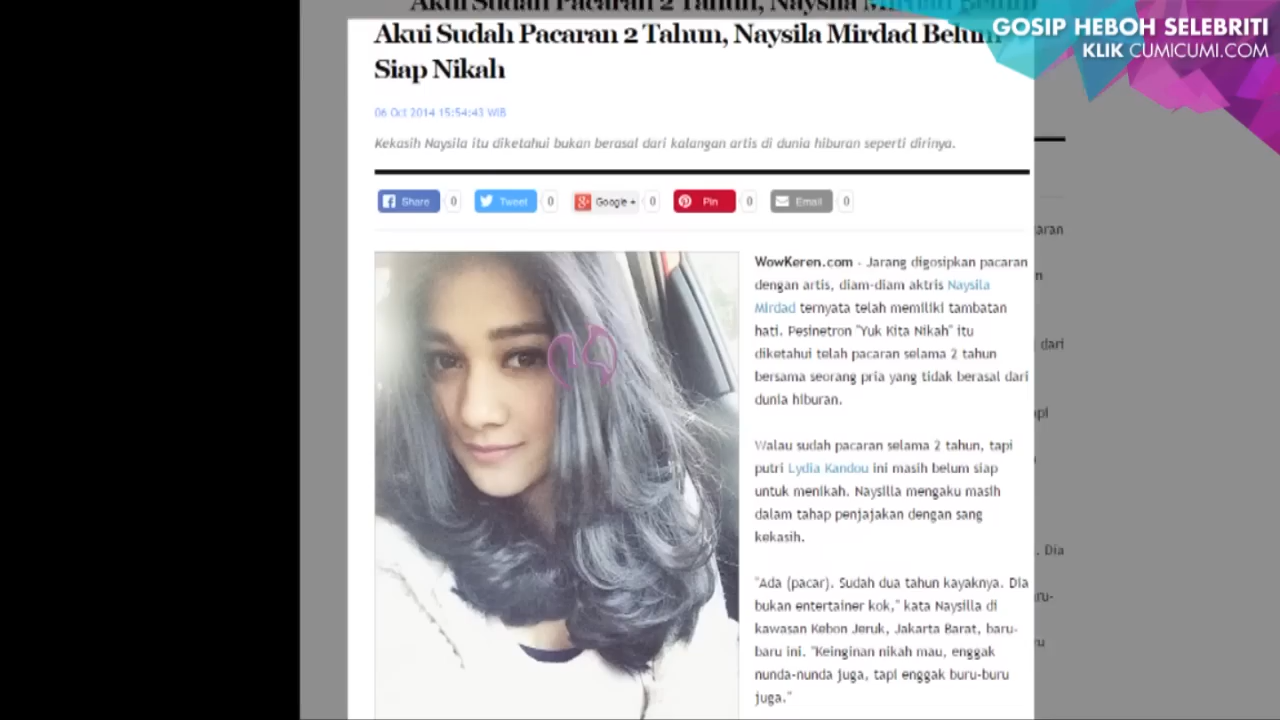 Akui Sudah Pacaran 2 Tahun, Naysila Mirdad Belum
Siap Nikah
GOSIP HEBOH SELEBRITI
KLIK CUMICUMI.COM
06 Oct 2014 15:54:43 WIB
Kekasih Naysila itu diketahui bukan berasal dari kalangan artis di dunia hiburan seperti dirinya.
Share 0 Tweet 0 Google + 0 Pin 0 Email 0
WowKeren.com - Jarang digosipkan pacaran
dengan artis, diam-diam aktris Naysila
Mirdad ternyata telah memiliki tambatan
hati. Pesinetron "Yuk Kita Nikah" itu
diketahui telah pacaran selama 2 tahun
bersama seorang pria yang tidak berasal dari
dunia hiburan.
Walau sudah pacaran selama 2 tahun, tapi
putri Lydia Kandou ini masih belum siap
untuk menikah. Naysilla mengaku masih
dalam tahap penjajakan dengan sang
kekasih.
"Ada (pacar). Sudah dua tahun kayaknya. Dia
bukan entertainer kok," kata Naysilla di
kawasan Kebon Jeruk, Jakarta Barat, baru-
baru ini. "Keinginan nikah mau, enggak
nunda-nunda juga, tapi enggak buru-buru
juga."